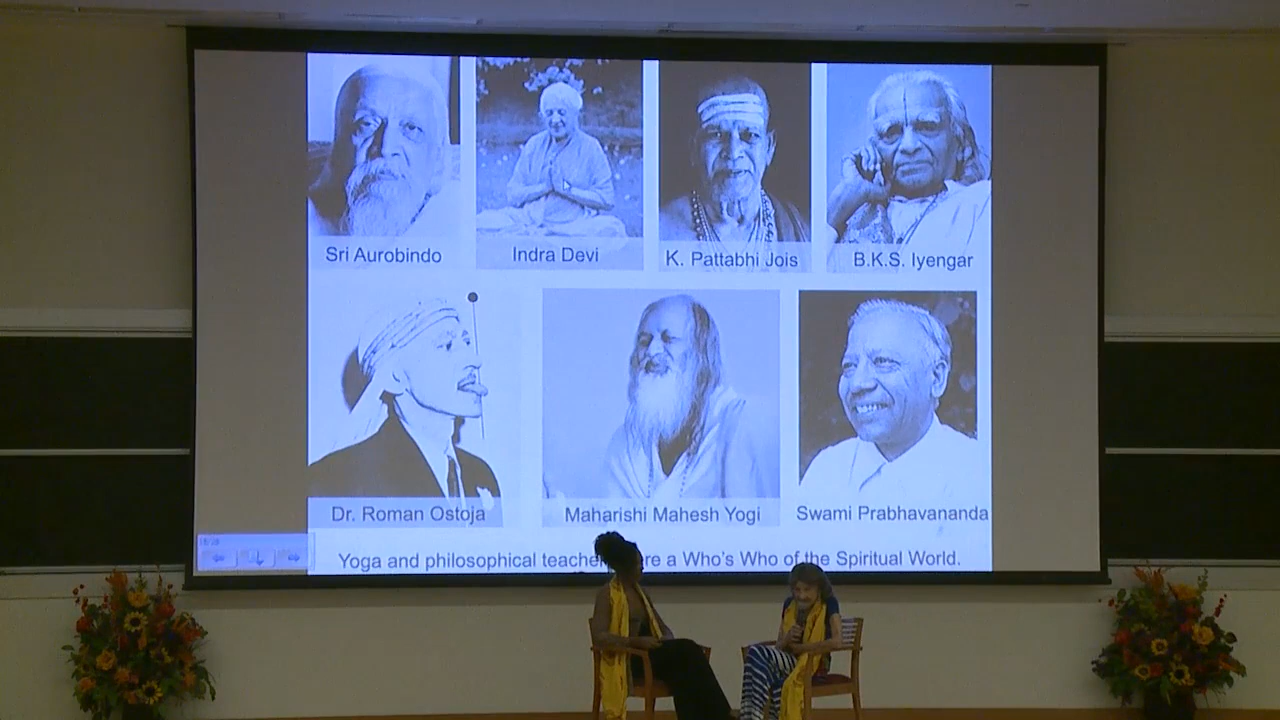 Sri Aurobindo
Indra Devi
K. Pattabhi Jois
B.K.S. Iyengar
Dr. Roman Ostoja
Maharishi Mahesh Yogi
Swami Prabhavananda
Yoga and philosophical teache re a Who's Who of the Spiritual World.